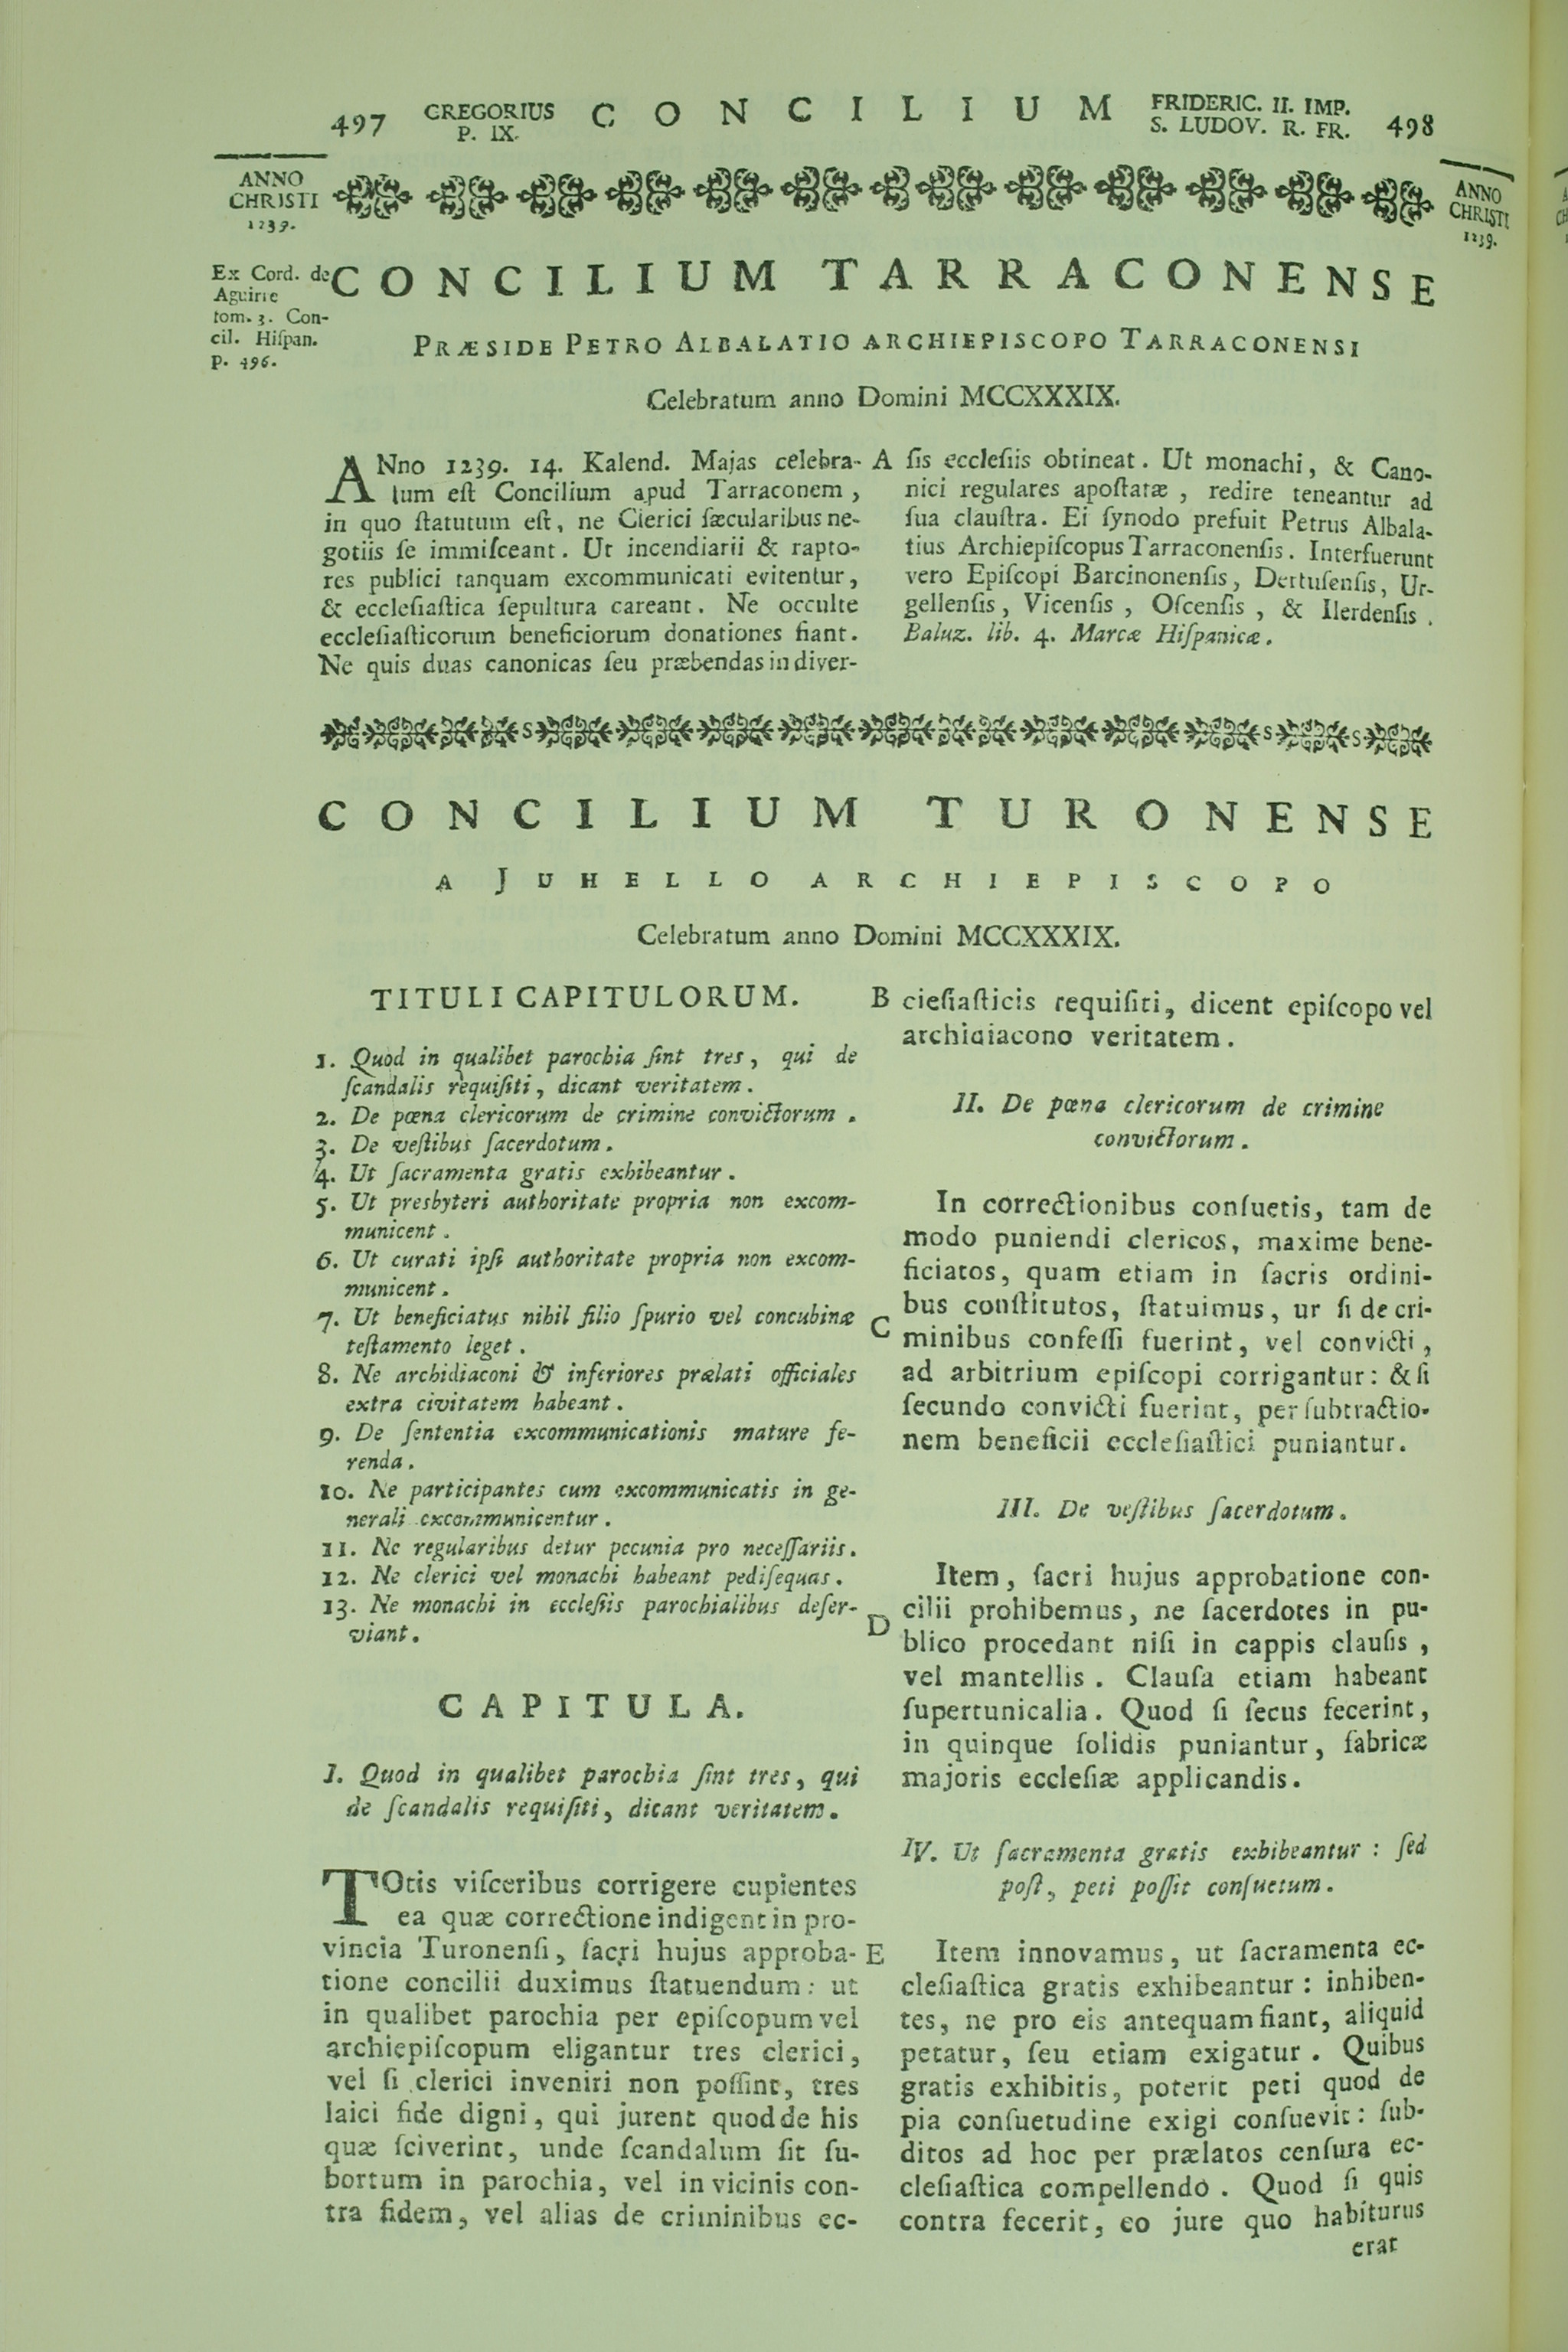 497 GREGORIUS P. IX. CONCILIUM FRIDERIC. II. IMP. S. LUDOV. R. FR. 498
ANNO
CHRISTI
1239.
ANNO
CHRISTI
1239.
Ex Cord. de
Aguirre
tom. 3. Con-
cil. Hiſpan.
p. 496.
CONCILIUM TARRACONENSE
PRÆSIDE PETRO ALBALATIO ARCHIEPISCOPO TARRACONENSI
Celebratum anno Domini MCCXXXIX.
ANno 1239. 14. Kalend. Majas celebra-
tum eſt Concilium apud Tarraconem,
in quo ſtatutum eſt, ne Clerici ſæcularibus ne-
gotiis ſe immiſceant. Ut incendiarii & rapto-
res publici tanquam excommunicati evitentur,
& eccleſiaſtica ſepultura careant. Ne occulte
eccleſiaſticorum beneficiorum donationes fiant.
Ne quis duas canonicas ſeu præbendas in diver-
A
ſis eccleſiis obtineat. Ut monachi, & Cano-
nici regulares apoſtatæ, redire teneantur ad
ſua clauſtra. Ei ſynodo prefuit Petrus Albala-
tius Archiepiſcopus Tarraconenſis. Interfuerunt
vero Epiſcopi Barcinonenſis, Dertuſenſis, Ur-
gellenſis, Vicenſis, Oſcenſis, & Ilerdenſis.
Baluz. lib. 4. Marcæ Hiſpanicæ.
CONCILIUM TURONENSE
A JUHELLO ARCHIEPISCOPO
Celebratum anno Domini MCCXXXIX.
TITULI CAPITULORUM.
1. Quod in qualibet parochia ſint tres, qui de
ſcandalis requiſiti, dicant veritatem.
2. De pœna clericorum de crimine convictorum.
3. De veſtibus ſacerdotum.
4. Ut ſacramenta gratis exhibeantur.
5. Ut presbyteri authoritate propria non excom-
municent.
6. Ut curati ipſi authoritate propria non excom-
municent.
7. Ut beneficiatus nihil filio ſpurio vel concubinæ
teſtamento leget.
8. Ne archidiaconi & inferiores prælati officiales
extra civitatem habeant.
9. De ſententia excommunicationis mature fe-
renda.
10. Ne participantes cum excommunicatis in ge-
nerali excommunicentur.
11. Ne regularibus detur pecunia pro neceſſariis.
12. Ne clerici vel monachi habeant pediſequas.
13. Ne monachi in eccleſiis parochialibus deſer-
viant.
CAPITULA.
I. Quod in qualibet parochia ſint tres, qui
de ſcandalis requiſiti, dicant veritatem.
TOtis viſceribus corrigere cupientes
ea quæ correctione indigent in pro-
vincia Turonenſi, ſacri hujus approba-
tione concilii duximus ſtatuendum: ut
in qualibet parochia per epiſcopum vel
archiepiſcopum eligantur tres clerici,
vel ſi clerici inveniri non poſſint, tres
laici fide digni, qui jurent quod de his
quæ ſciverint, unde ſcandalum ſit ſu-
bortum in parochia, vel in vicinis con-
tra fidem, vel alias de criminibus ec-
B
cleſiaſticis requiſiti, dicent epiſcopo vel
archidiacono veritatem.
II. De pœna clericorum de crimine
convictorum.
In correctionibus conſuetis, tam de
modo puniendi clericos, maxime bene-
ficiatos, quam etiam in ſacris ordini-
bus conſtitutos, ſtatuimus, ut ſi de cri-
C
minibus confeſſi fuerint, vel convicti,
ad arbitrium epiſcopi corrigantur: & ſi
ſecundo convicti fuerint, per ſubtractio-
nem beneficii eccleſiaſtici puniantur.
III. De veſtibus ſacerdotum.
Item, ſacri hujus approbatione con-
cilii prohibemus, ne ſacerdotes in pu-
D
blico procedant niſi in cappis clauſis,
vel mantellis. Clauſa etiam habeant
ſupertunicalia. Quod ſi ſecus fecerint,
in quinque ſolidis puniantur, fabricæ
majoris eccleſiæ applicandis.
IV. Ut ſacramenta gratis exhibeantur: ſed
poſt, peti poſſit conſuetum.
E
Item innovamus, ut ſacramenta ec-
cleſiaſtica gratis exhibeantur: inhiben-
tes, ne pro eis antequam fiant, aliquid
petatur, ſeu etiam exigatur. Quibus
gratis exhibitis, poterit peti quod de
pia conſuetudine exigi conſuevit: ſub-
ditos ad hoc per prælatos cenſura ec-
cleſiaſtica compellendo. Quod ſi quis
contra fecerit, eo jure quo habiturus
erat